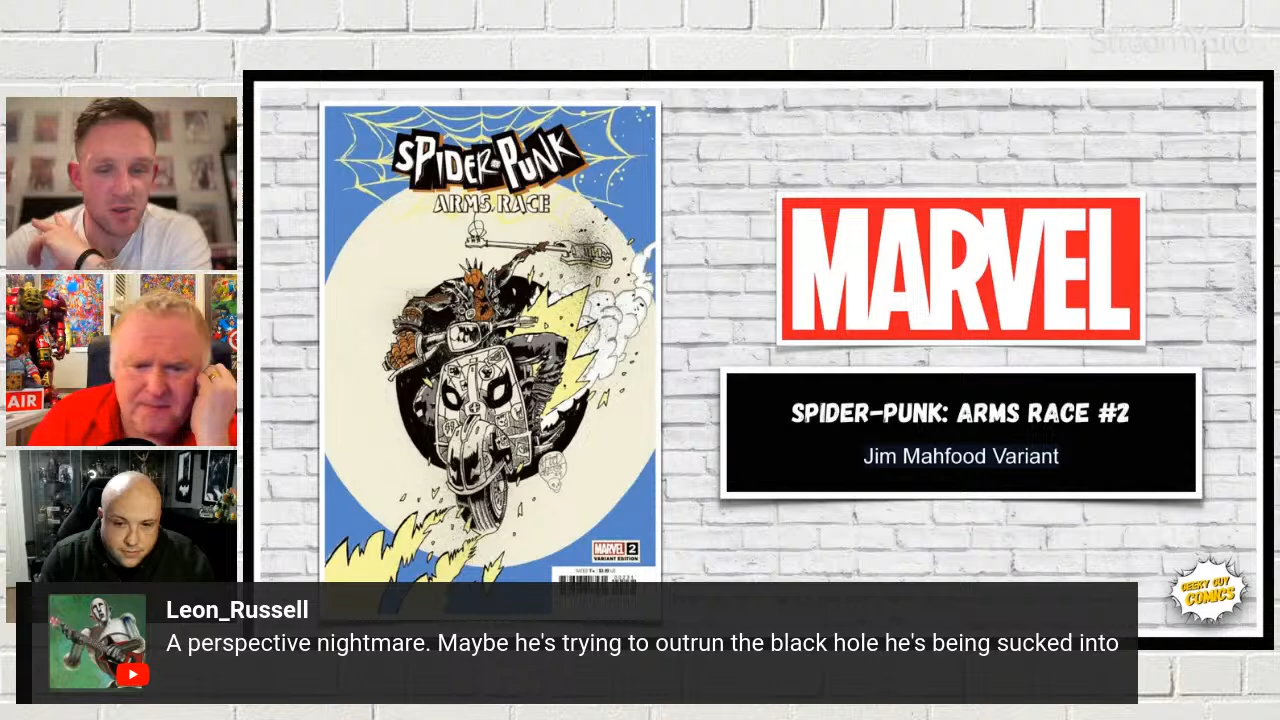 StreamYard
SPIDER-PUNK
ARMS RACE
MARVEL
SPIDER-PUNK: ARMS RACE #2
Jim Mahfood Variant
AIR
MARVEL 2
VARIANT EDITION
GEEKY GUY
COMICS
Leon_Russell
A perspective nightmare. Maybe he's trying to outrun the black hole he's being sucked into